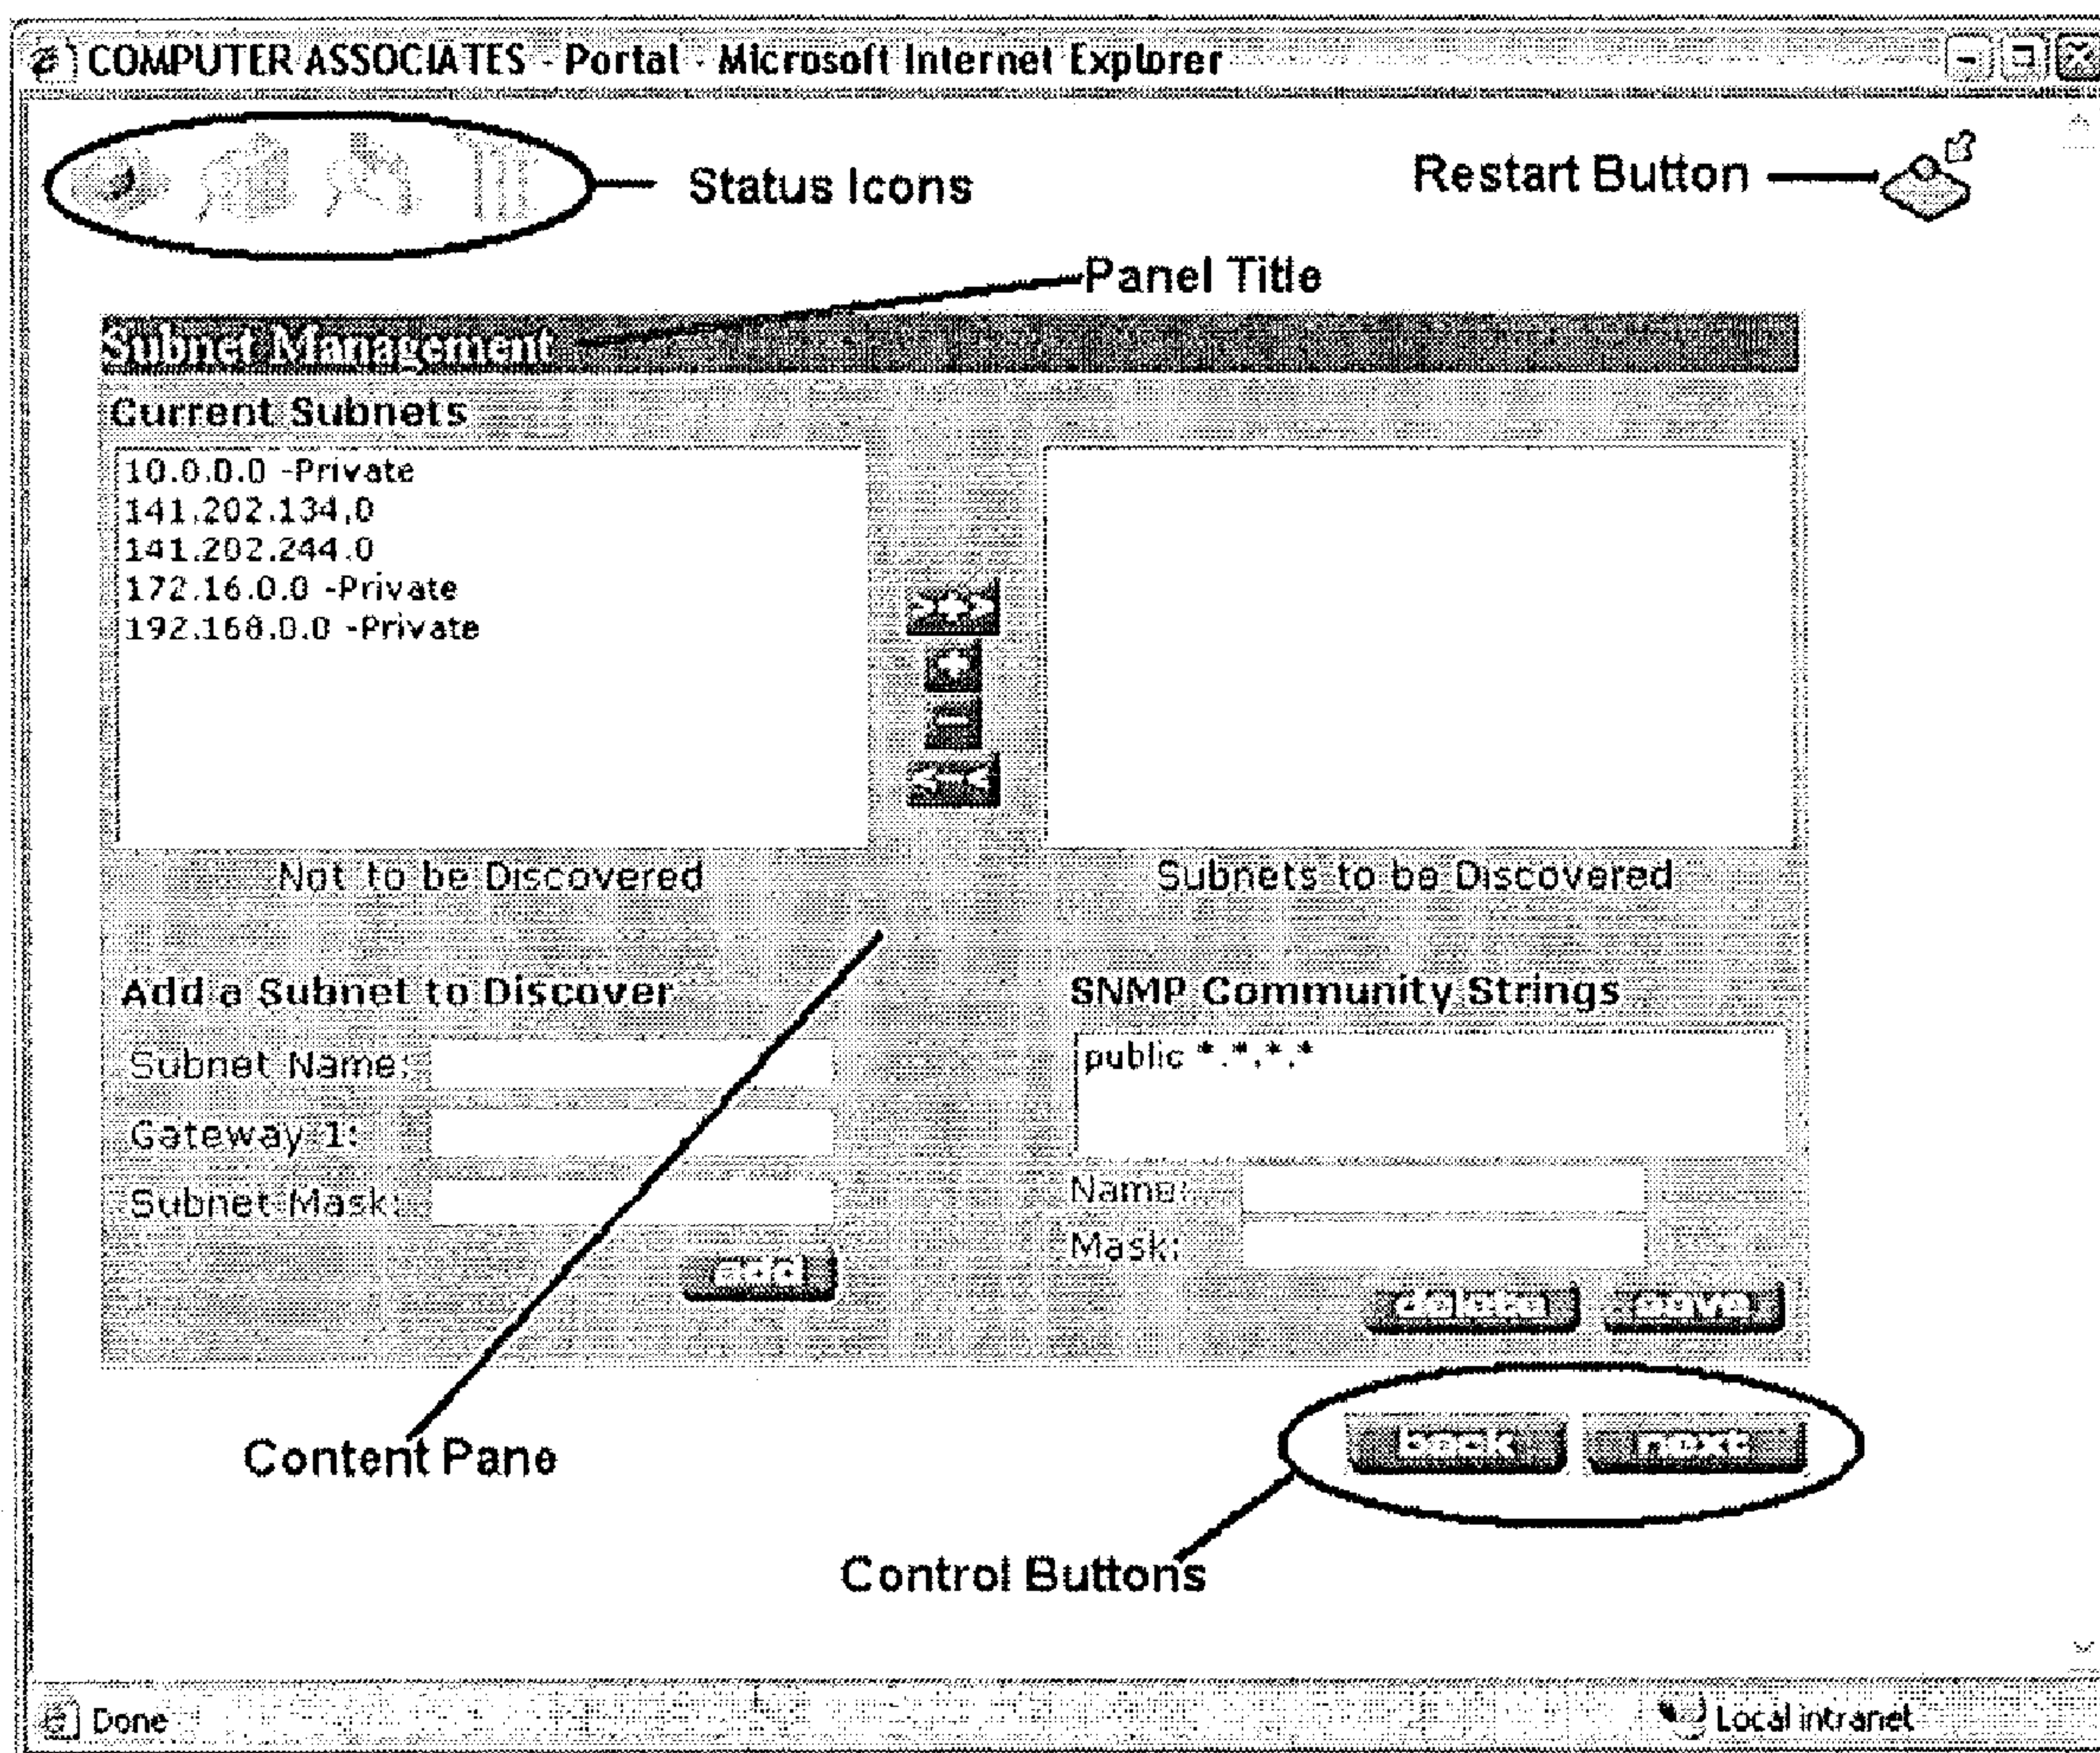 COMPUTER ASSOCIATES - Portal - Microsoft Internet Explorer
Status Icons
Restart Button
Panel Title
Subnet Management
Current Subnets
10.0.0.0 -Private
141.202.134.0
141.202.244.0
172.16.0.0 -Private
192.168.0.0 -Private
>+>
+
-
<-<
Not to be Discovered
Subnets to be Discovered
Add a Subnet to Discover
Subnet Name:
Gateway 1:
Subnet Mask:
add
SNMP Community Strings
public *.*.*.*
Name:
Mask:
delete save
back next
Content Pane
Control Buttons
Done
Local intranet